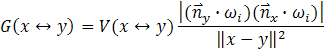 G(x ↔ y) = V(x ↔ y) |(n⃗_y · ω_i)(n⃗_x · ω_i)| / ‖x − y‖²